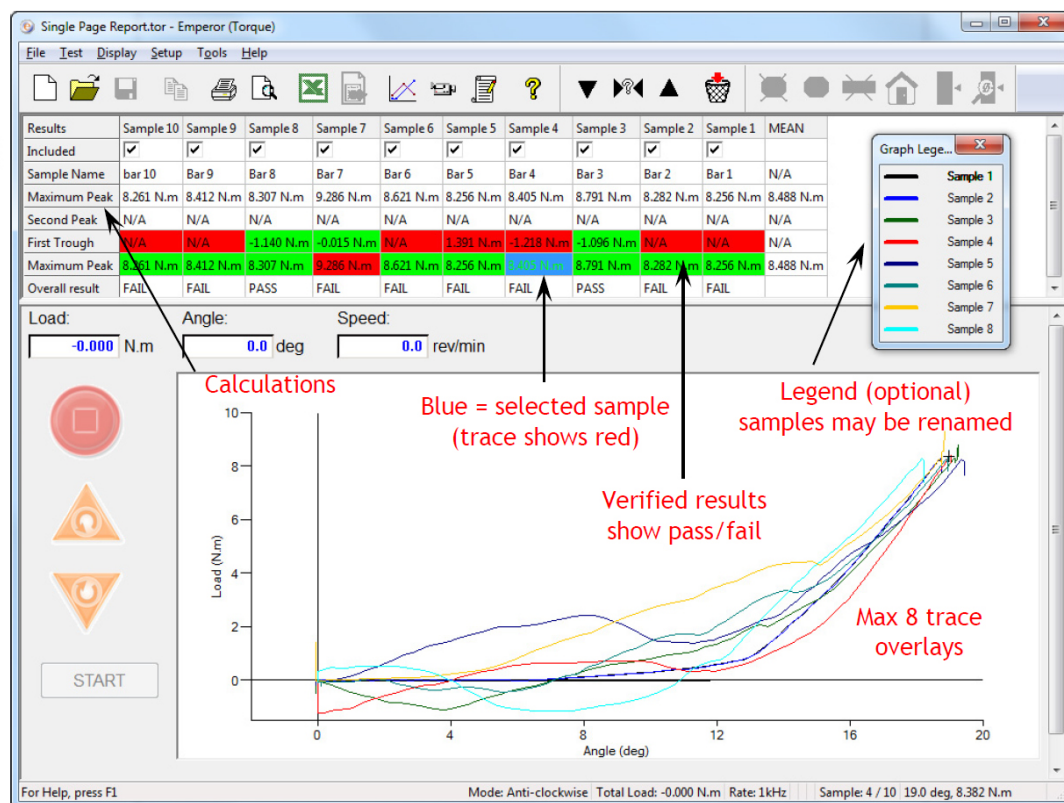 Single Page Report.tor - Emperor (Torque)
File Test Display Setup Tools Help
Results Sample 10 Sample 9 Sample 8 Sample 7 Sample 6 Sample 5 Sample 4 Sample 3 Sample 2 Sample 1 MEAN
Included
Sample Name bar 10 Bar 9 Bar 8 Bar 7 Bar 6 Bar 5 Bar 4 Bar 3 Bar 2 Bar 1 N/A
Maximum Peak 8.261 N.m 8.412 N.m 8.307 N.m 9.286 N.m 8.621 N.m 8.256 N.m 8.405 N.m 8.791 N.m 8.282 N.m 8.256 N.m 8.488 N.m
Second Peak N/A N/A N/A N/A N/A N/A N/A N/A N/A N/A N/A
First Trough N/A N/A -1.140 N.m -0.015 N.m N/A 1.391 N.m -1.218 N.m -1.096 N.m N/A N/A N/A
Maximum Peak 8.261 N.m 8.412 N.m 8.307 N.m 9.286 N.m 8.621 N.m 8.256 N.m 8.405 N.m 8.791 N.m 8.282 N.m 8.256 N.m 8.488 N.m
Overall result FAIL FAIL PASS FAIL FAIL FAIL FAIL PASS FAIL FAIL
Graph Lege...
Sample 1
Sample 2
Sample 3
Sample 4
Sample 5
Sample 6
Sample 7
Sample 8
Load: Angle: Speed:
-0.000 N.m 0.0 deg 0.0 rev/min
Calculations
Blue = selected sample
(trace shows red)
Legend (optional)
samples may be renamed
Verified results
show pass/fail
Max 8 trace
overlays
START
Load (N.m)
10
8
6
4
2
0
0 4 8 12 16 20
Angle (deg)
For Help, press F1 Mode: Anti-clockwise Total Load: -0.000 N.m Rate: 1kHz Sample: 4 / 10 19.0 deg, 8.382 N.m